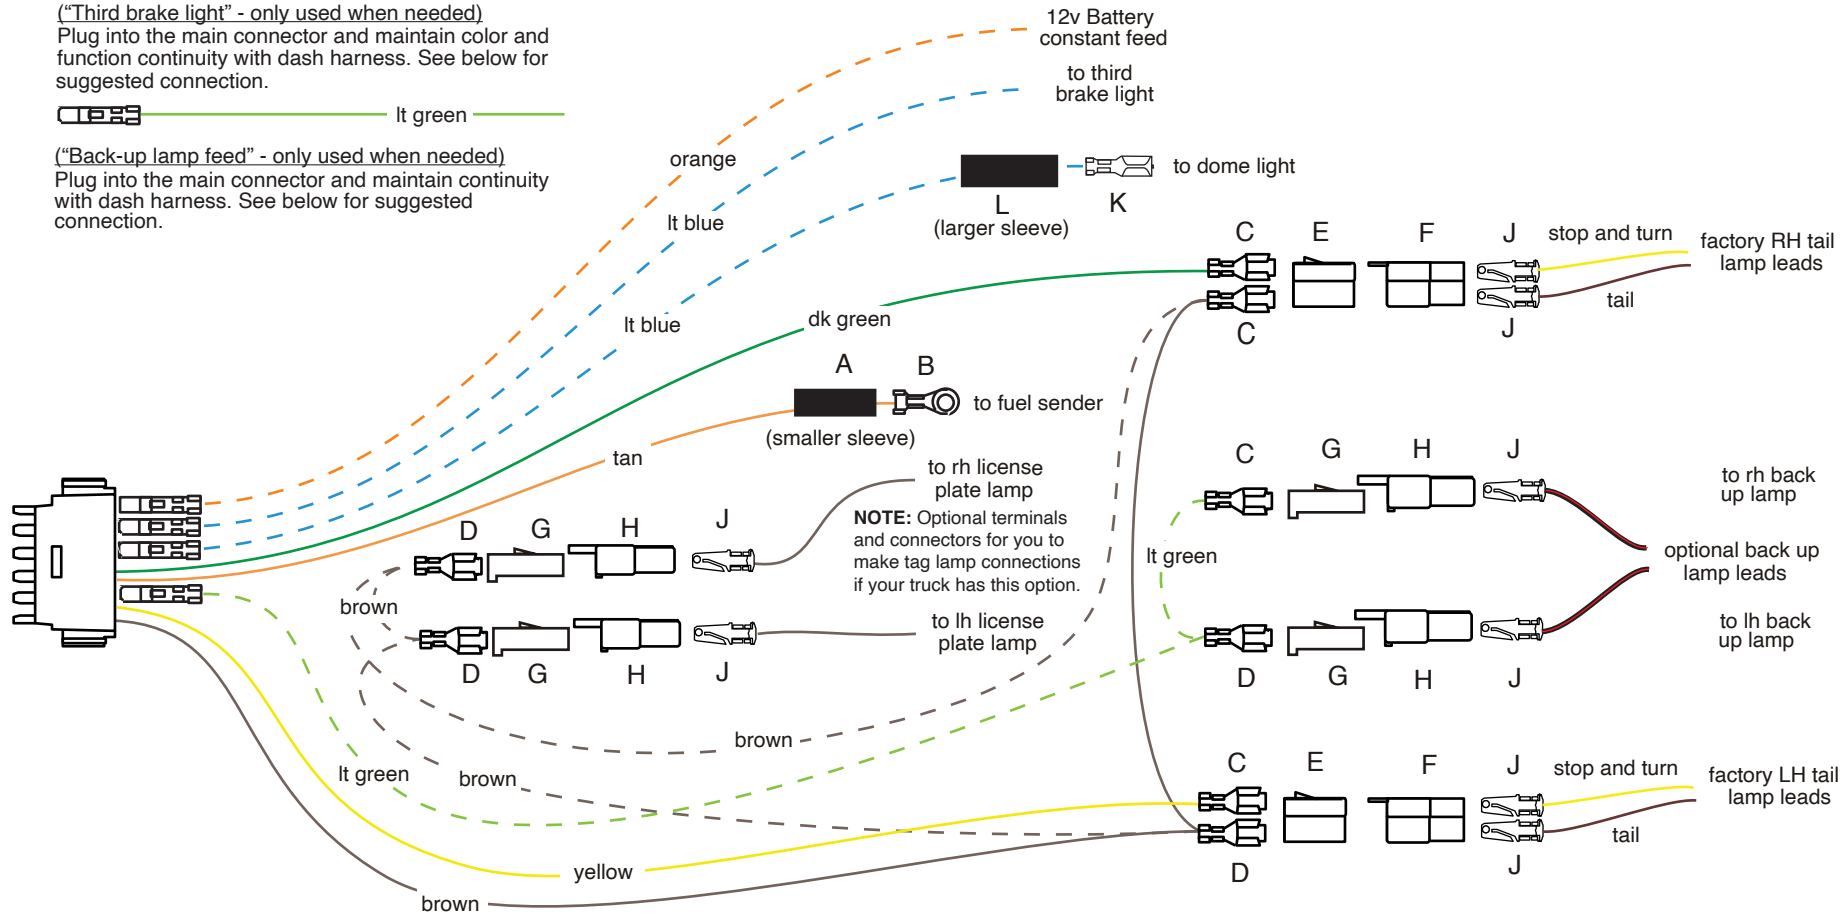 ("Third brake light" - only used when needed)
Plug into the main connector and maintain color and
function continuity with dash harness. See below for
suggested connection.
lt green
("Back-up lamp feed" - only used when needed)
Plug into the main connector and maintain continuity
with dash harness. See below for suggested
connection.
12v Battery
constant feed
to third
brake light
orange
lt blue
to dome light
L
K
(larger sleeve)
lt blue
dk green
C
E
F
J
stop and turn
factory RH tail
lamp leads
tail
C
J
A
B
to fuel sender
(smaller sleeve)
tan
to rh license
plate lamp
NOTE: Optional terminals
and connectors for you to
make tag lamp connections
if your truck has this option.
D
G
H
J
brown
to lh license
plate lamp
D
G
H
J
C
G
H
J
to rh back
up lamp
lt green
optional back up
lamp leads
to lh back
up lamp
D
G
H
J
brown
lt green
brown
C
E
F
J
stop and turn
factory LH tail
lamp leads
tail
D
J
yellow
brown